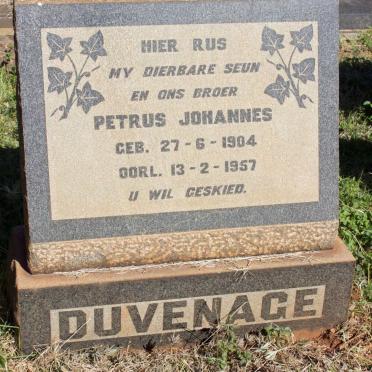 HIER RUS
MY DIERBARE SEUN
EN ONS BROER
PETRUS JOHANNES
GEB. 27-6-1904
OORL. 13-2-1957
U WIL GESKIED.
DUVENAGE